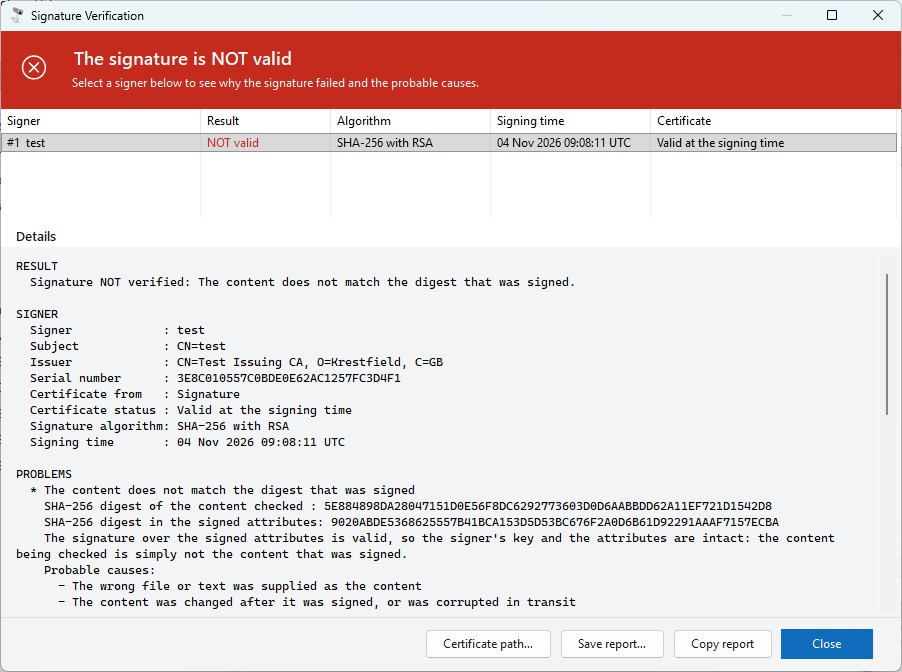 Signature Verification
The signature is NOT valid
Select a signer below to see why the signature failed and the probable causes.
Signer Result Algorithm Signing time Certificate
#1 test NOT valid SHA-256 with RSA 04 Nov 2026 09:08:11 UTC Valid at the signing time
Details
RESULT
Signature NOT verified: The content does not match the digest that was signed.
SIGNER
Signer : test
Subject : CN=test
Issuer : CN=Test Issuing CA, O=Krestfield, C=GB
Serial number : 3E8C010557C0BDE0E62AC1257FC3D4F1
Certificate from : Signature
Certificate status : Valid at the signing time
Signature algorithm: SHA-256 with RSA
Signing time : 04 Nov 2026 09:08:11 UTC
PROBLEMS
* The content does not match the digest that was signed
SHA-256 digest of the content checked : 5E884898DA28047151D0E56F8DC6292773603D0D6AABBDD62A11EF721D1542D8
SHA-256 digest in the signed attributes: 9020ABDE5368625557B41BCA153D5D53BC676F2A0D6B61D92291AAAF7157ECBA
The signature over the signed attributes is valid, so the signer's key and the attributes are intact: the content
being checked is simply not the content that was signed.
Probable causes:
– The wrong file or text was supplied as the content
– The content was changed after it was signed, or was corrupted in transit
Certificate path... Save report... Copy report Close